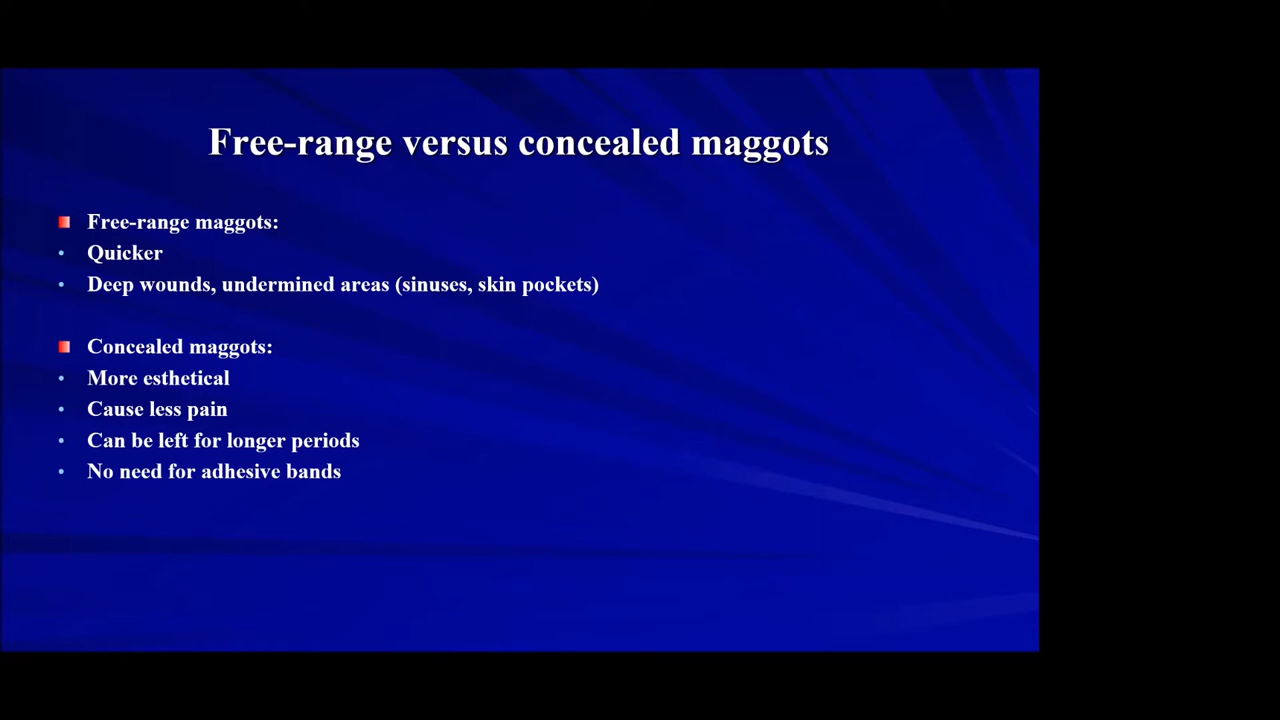 Free-range versus concealed maggots
Free-range maggots:
• Quicker
• Deep wounds, undermined areas (sinuses, skin pockets)
Concealed maggots:
• More esthetical
• Cause less pain
• Can be left for longer periods
• No need for adhesive bands